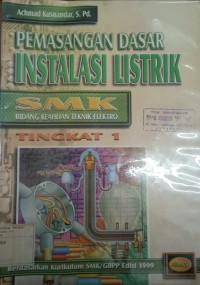 Achmad Kusnandar, S. Pd.
PEMASANGAN DASAR
INSTALASI LISTRIK
SMK
BIDANG KEAHLIAN TEKNIK ELEKTRO
TINGKAT 1
Berdasarkan Kurikulum SMK/GBPP Edisi 1999